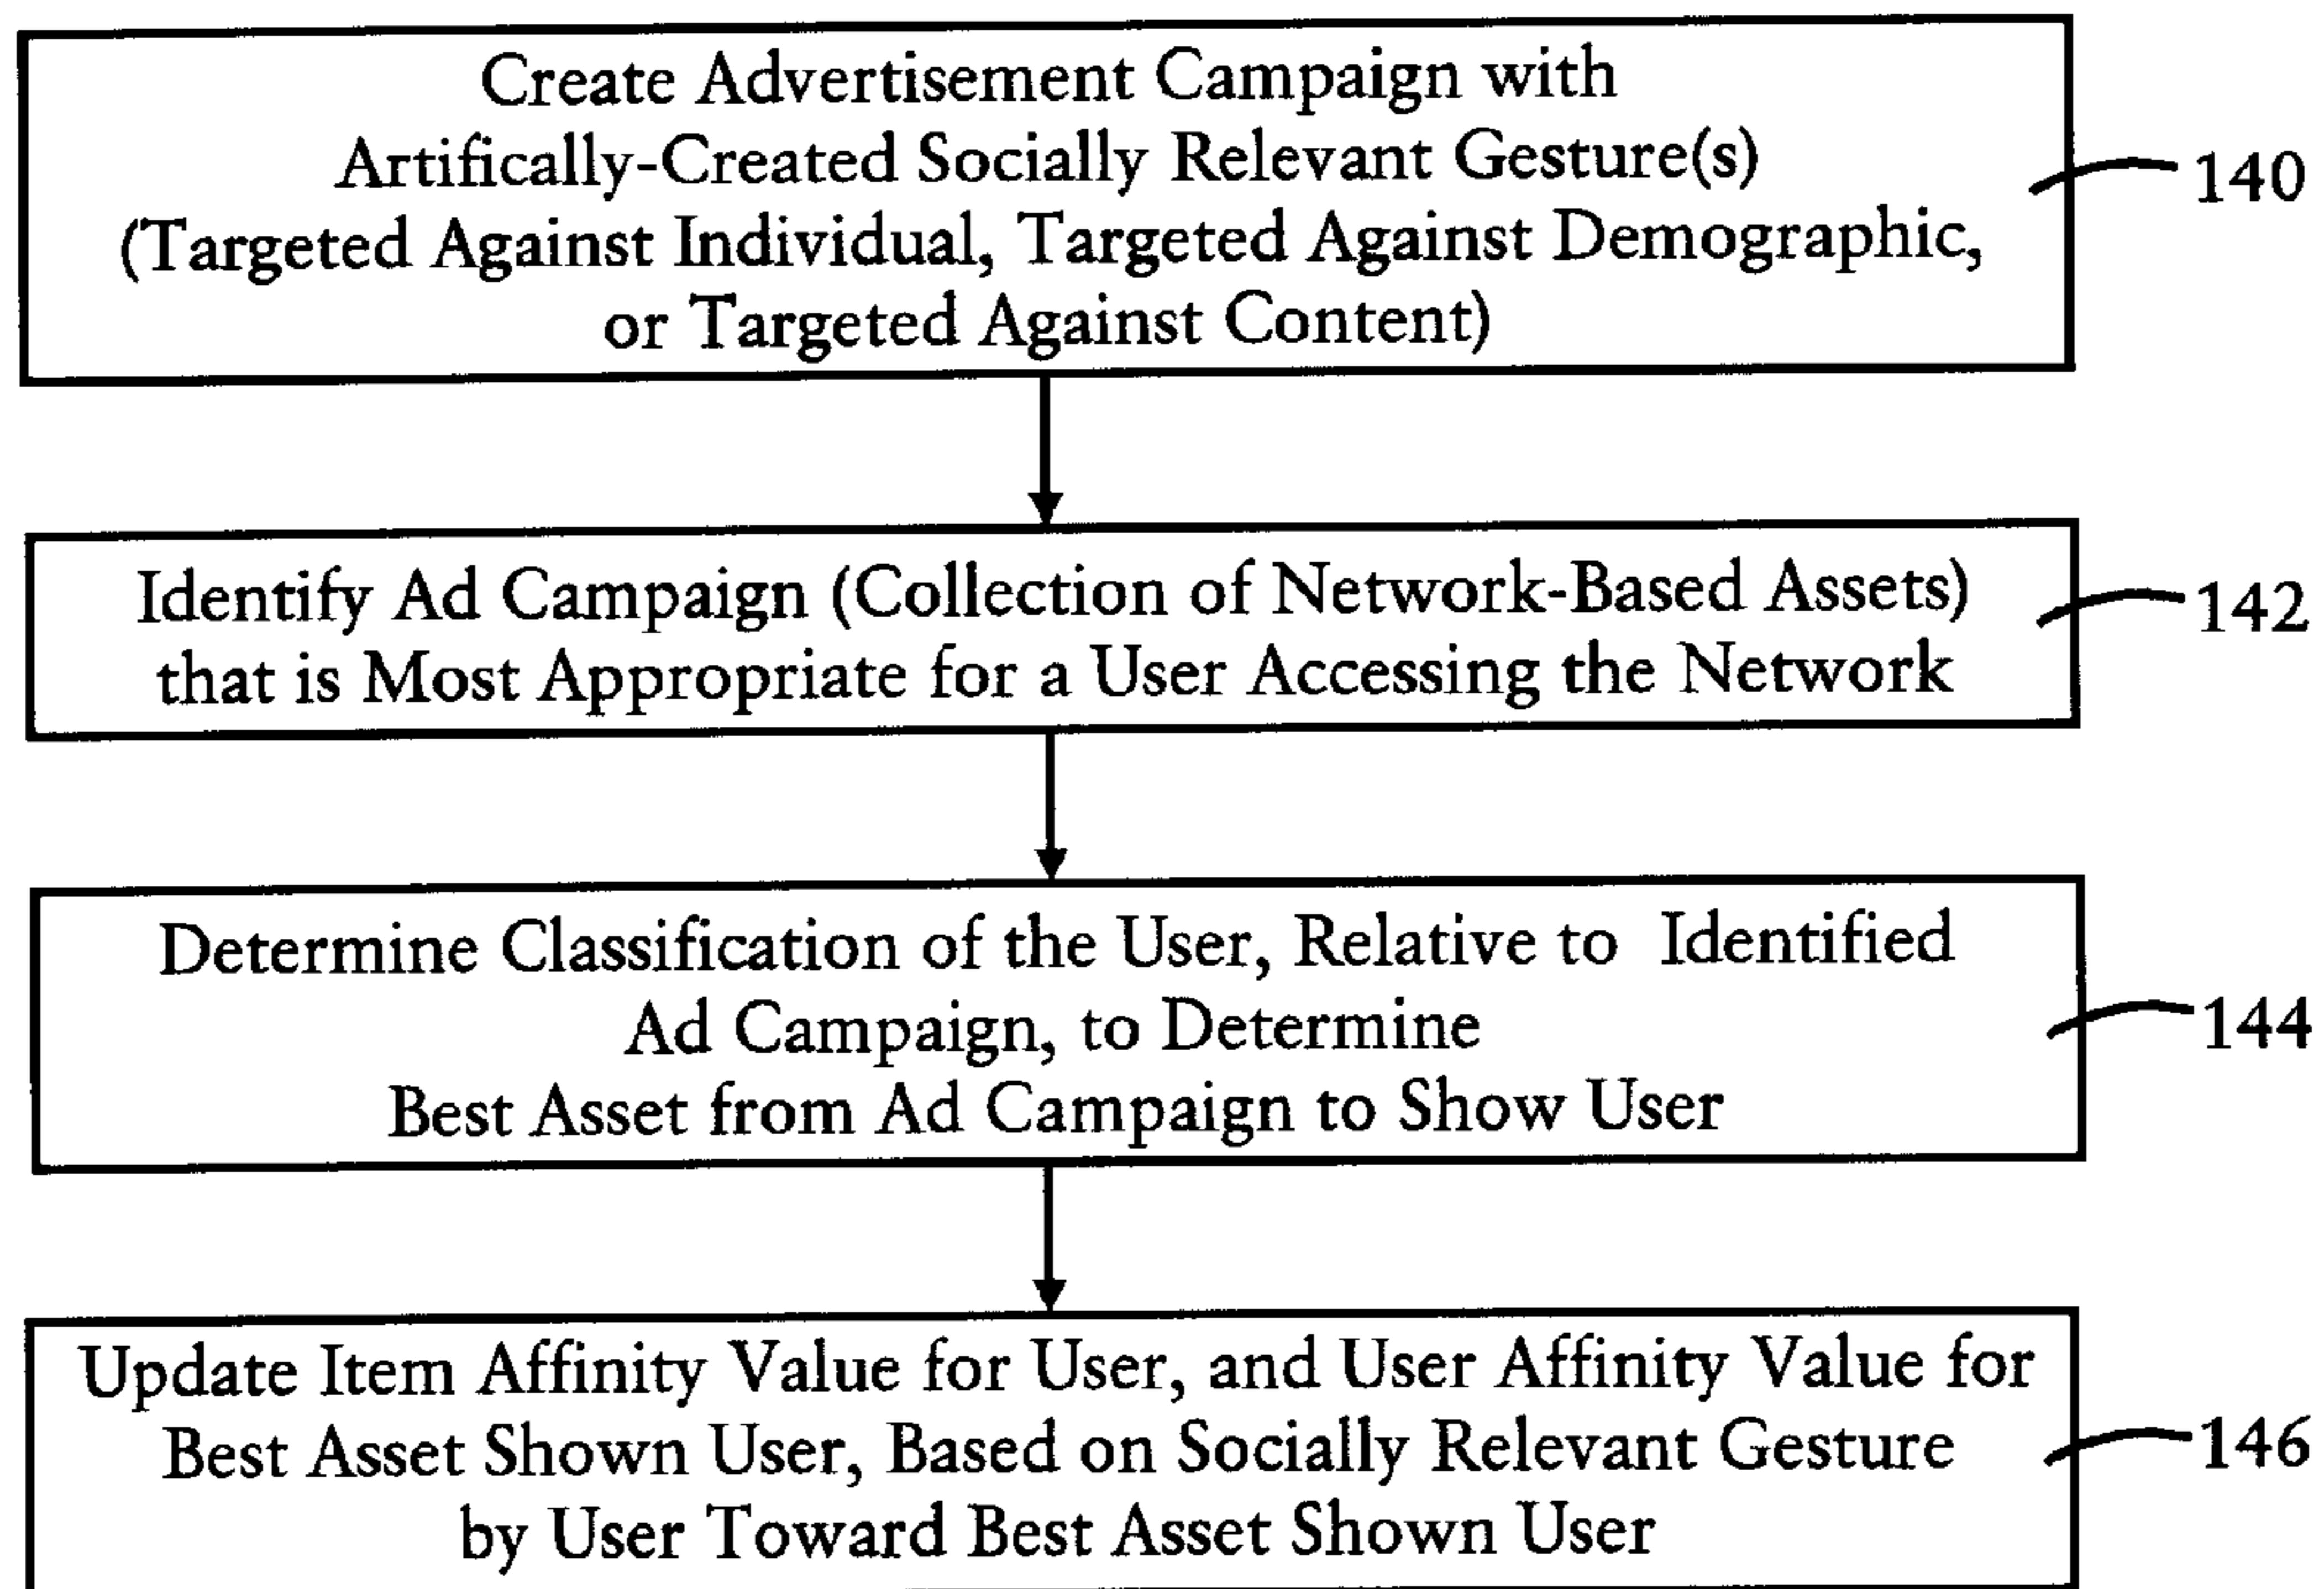 Create Advertisement Campaign with
Artifically-Created Socially Relevant Gesture(s)
(Targeted Against Individual, Targeted Against Demographic,
or Targeted Against Content)
140
Identify Ad Campaign (Collection of Network-Based Assets)
that is Most Appropriate for a User Accessing the Network
142
Determine Classification of the User, Relative to Identified
Ad Campaign, to Determine
Best Asset from Ad Campaign to Show User
144
Update Item Affinity Value for User, and User Affinity Value for
Best Asset Shown User, Based on Socially Relevant Gesture
by User Toward Best Asset Shown User
146